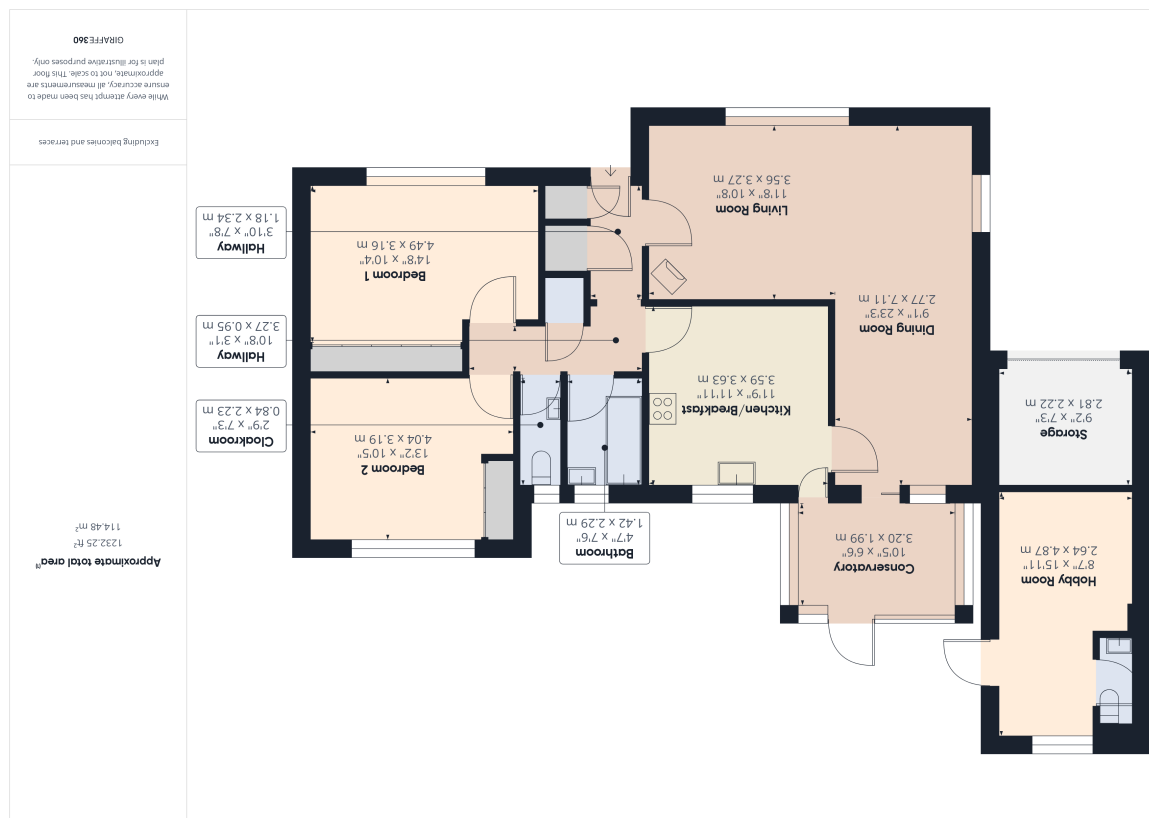 Hobby Room
8'7" x 15'11"
2.64 x 4.87 m
Conservatory
10'5" x 6'6"
3.20 x 1.99 m
Bathroom
4'7" x 7'6"
1.42 x 2.29 m
Storage
9'2" x 7'3"
2.81 x 2.22 m
Kitchen/Breakfast
11'9" x 11'11"
3.59 x 3.63 m
Bedroom 2
13'2" x 10'5"
4.04 x 3.19 m
Cloakroom
2'9" x 7'3"
0.84 x 2.23 m
Dining Room
9'1" x 23'3"
2.77 x 7.11 m
Hallway
10'8" x 3'1"
3.27 x 0.95 m
Living Room
11'8" x 10'8"
3.56 x 3.27 m
Bedroom 1
14'8" x 10'4"
4.49 x 3.16 m
Hallway
3'10" x 7'8"
1.18 x 2.34 m
Approximate total area⁽¹⁾
1232.25 ft²
114.48 m²
Excluding balconies and terraces
While every attempt has been made to
ensure accuracy, all measurements are
approximate, not to scale. This floor
plan is for illustrative purposes only.
GIRAFFE360